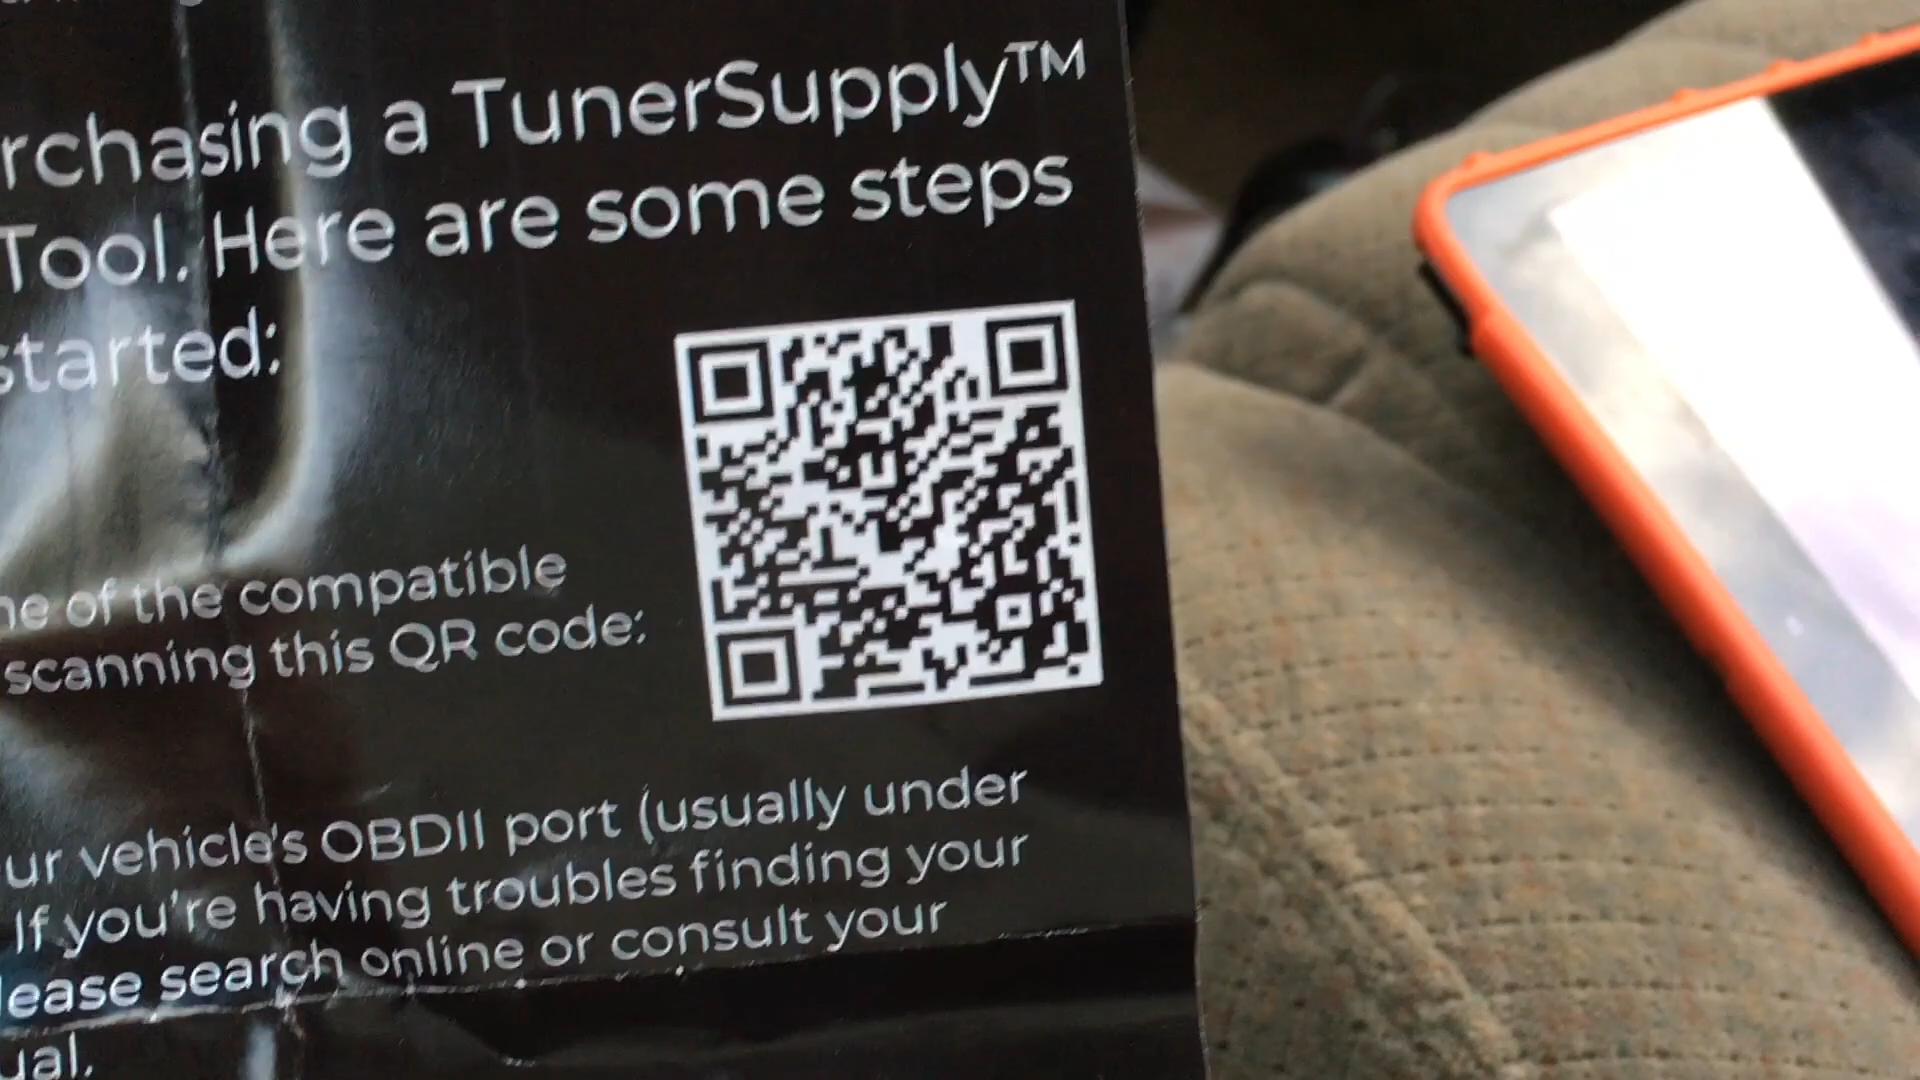 rchasing a TunerSupply™
Tool. Here are some steps
started:
ne of the compatible
scanning this QR code:
ur vehicle's OBDII port (usually under
If you're having troubles finding your
lease search online or consult your
ual.